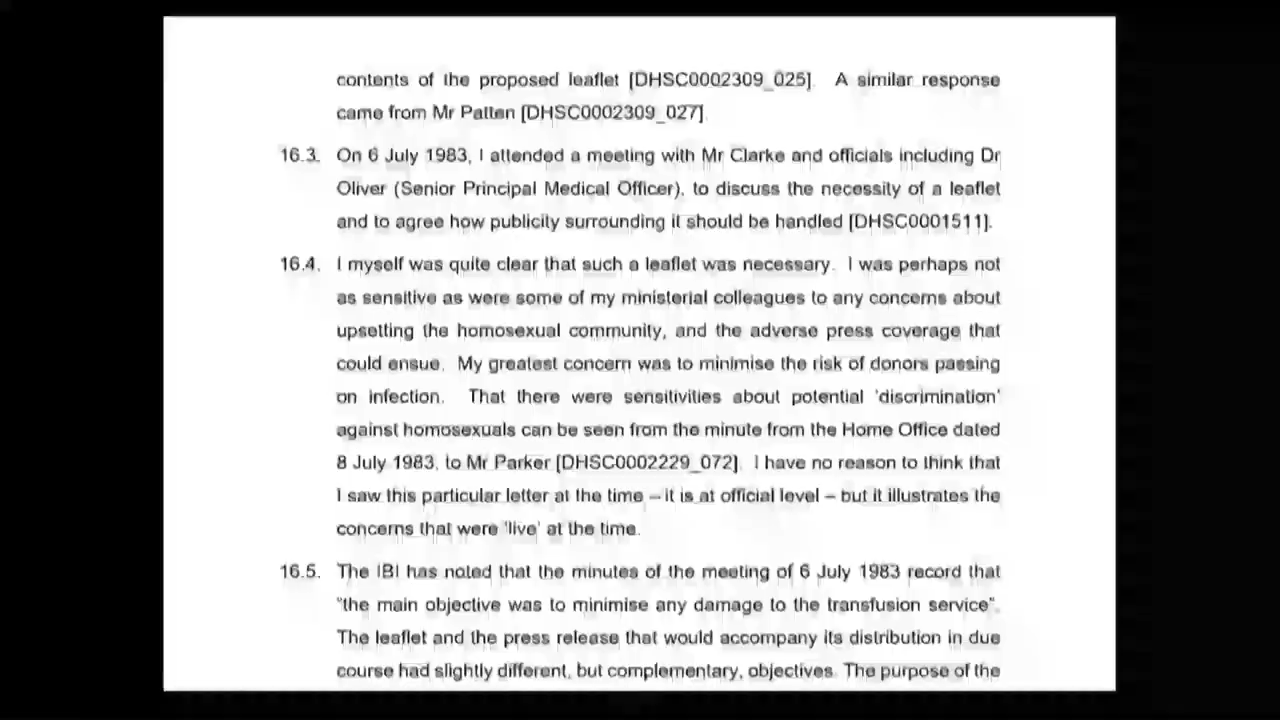 contents of the proposed leaflet [DHSC0002309_025]. A similar response
came from Mr Patten [DHSC0002309_027].
16.3. On 6 July 1983, I attended a meeting with Mr Clarke and officials including Dr
Oliver (Senior Principal Medical Officer), to discuss the necessity of a leaflet
and to agree how publicity surrounding it should be handled [DHSC0001511].
16.4. I myself was quite clear that such a leaflet was necessary. I was perhaps not
as sensitive as were some of my ministerial colleagues to any concerns about
upsetting the homosexual community, and the adverse press coverage that
could ensue. My greatest concern was to minimise the risk of donors passing
on infection. That there were sensitivities about potential 'discrimination'
against homosexuals can be seen from the minute from the Home Office dated
8 July 1983, to Mr Parker [DHSC0002229_072]. I have no reason to think that
I saw this particular letter at the time – it is at official level – but it illustrates the
concerns that were 'live' at the time.
16.5. The IBI has noted that the minutes of the meeting of 6 July 1983 record that
"the main objective was to minimise any damage to the transfusion service".
The leaflet and the press release that would accompany its distribution in due
course had slightly different, but complementary, objectives. The purpose of the